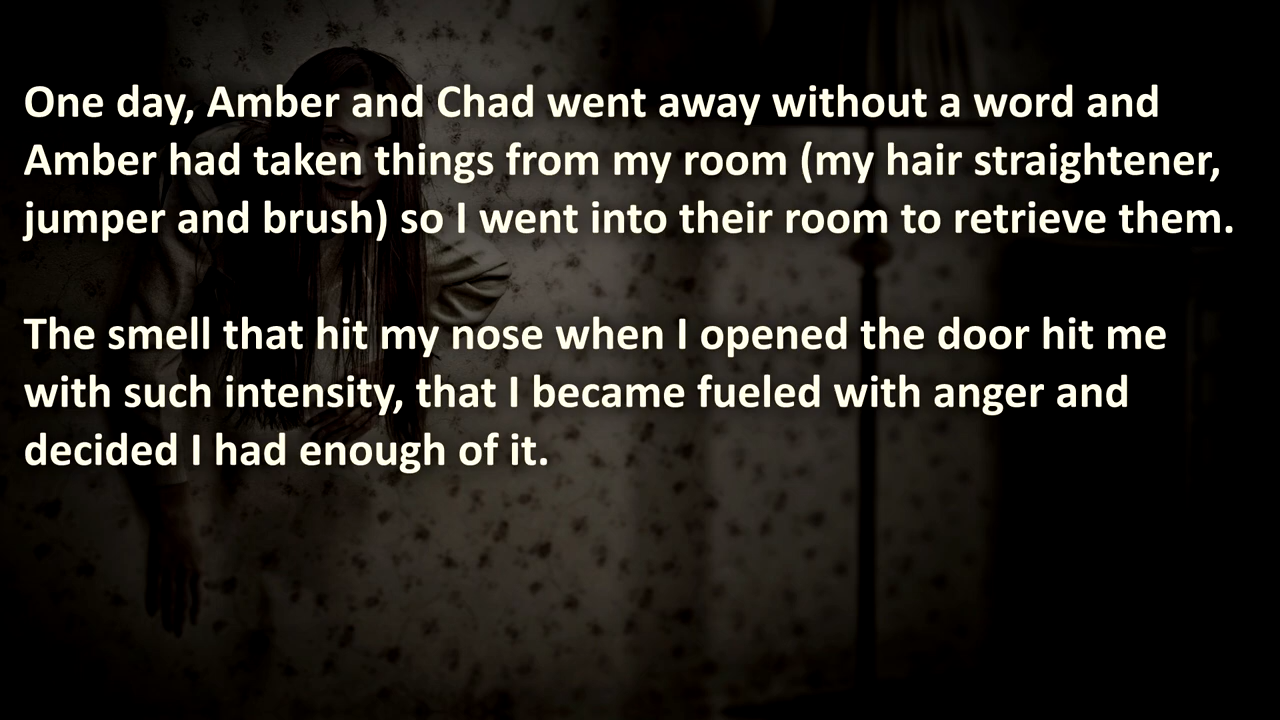 One day, Amber and Chad went away without a word and
Amber had taken things from my room (my hair straightener,
jumper and brush) so I went into their room to retrieve them.
The smell that hit my nose when I opened the door hit me
with such intensity, that I became fueled with anger and
decided I had enough of it.